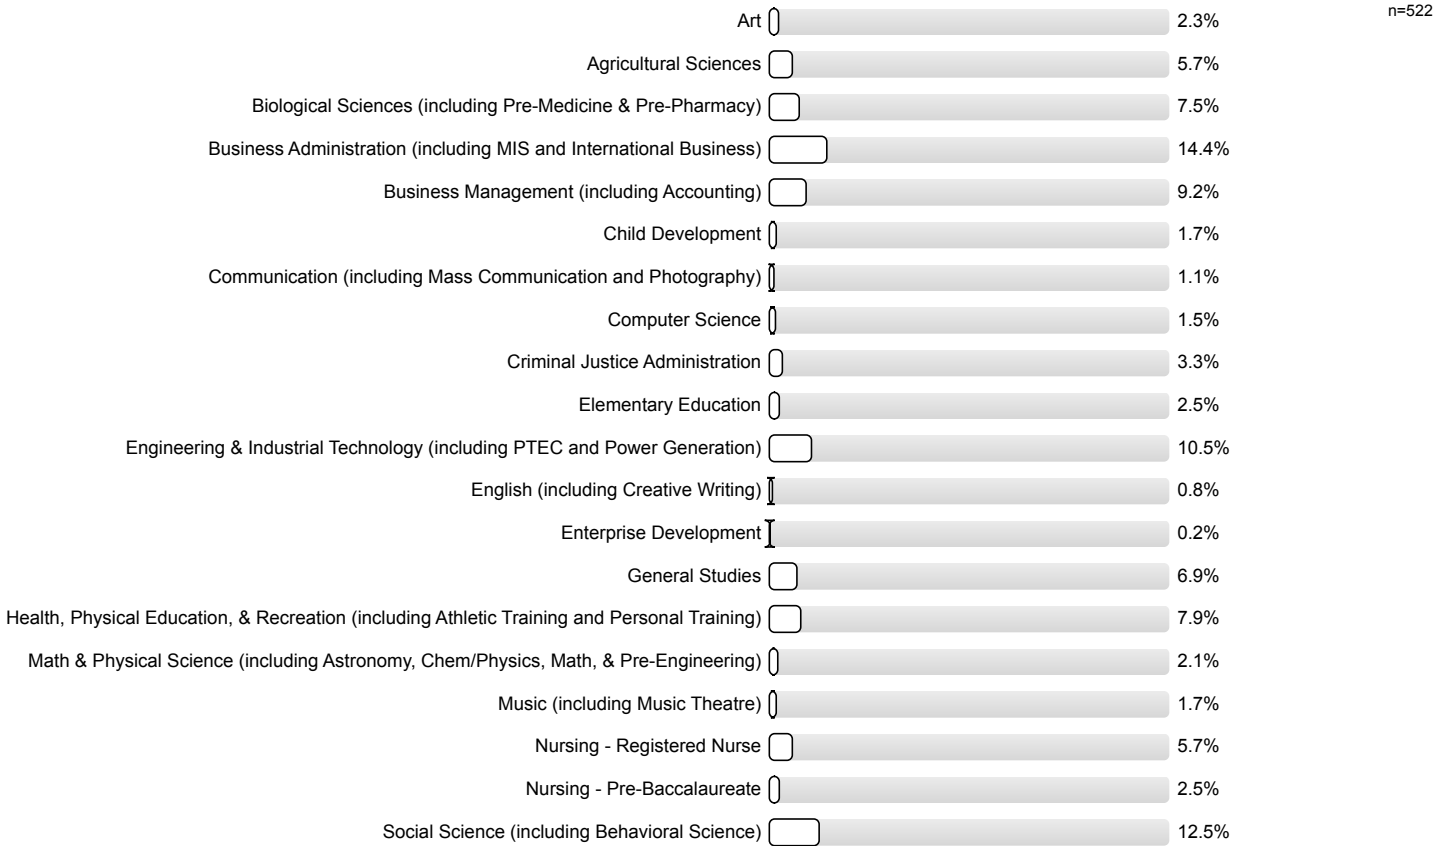 n=522
Art 2.3%
Agricultural Sciences 5.7%
Biological Sciences (including Pre-Medicine & Pre-Pharmacy) 7.5%
Business Administration (including MIS and International Business) 14.4%
Business Management (including Accounting) 9.2%
Child Development 1.7%
Communication (including Mass Communication and Photography) 1.1%
Computer Science 1.5%
Criminal Justice Administration 3.3%
Elementary Education 2.5%
Engineering & Industrial Technology (including PTEC and Power Generation) 10.5%
English (including Creative Writing) 0.8%
Enterprise Development 0.2%
General Studies 6.9%
Health, Physical Education, & Recreation (including Athletic Training and Personal Training) 7.9%
Math & Physical Science (including Astronomy, Chem/Physics, Math, & Pre-Engineering) 2.1%
Music (including Music Theatre) 1.7%
Nursing - Registered Nurse 5.7%
Nursing - Pre-Baccalaureate 2.5%
Social Science (including Behavioral Science) 12.5%